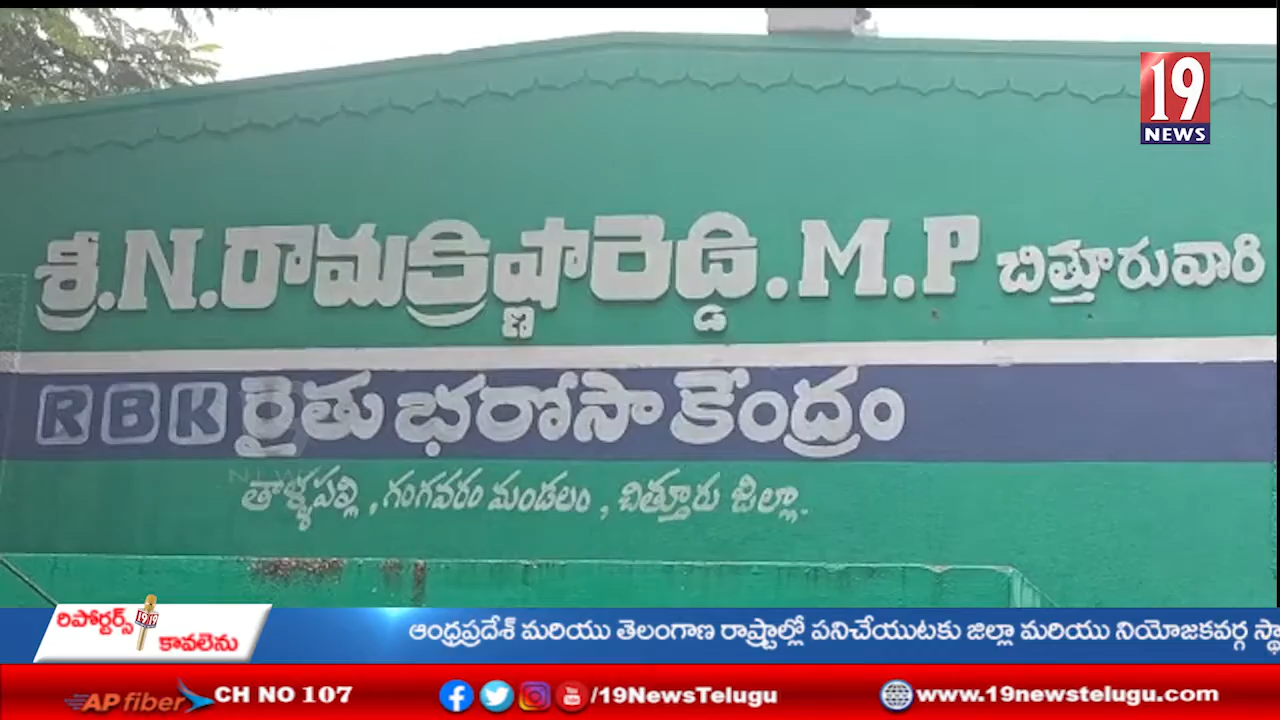 19
NEWS
శ్రీ.N.రామక్రిష్ణారెడ్డి.M.P చిత్తూరువారి
RBK రైతు భరోసా కేంద్రం
తాళ్ళపల్లి, గంగవరం మండలం, చిత్తూరు జిల్లా.
రిపోర్టర్స్ కావలెను
ఆంధ్రప్రదేశ్ మరియు తెలంగాణ రాష్ట్రాల్లో పనిచేయుటకు జిల్లా మరియు నియోజకవర్గ స్థా
AP fiber CH NO 107 /19NewsTelugu www.19newstelugu.com